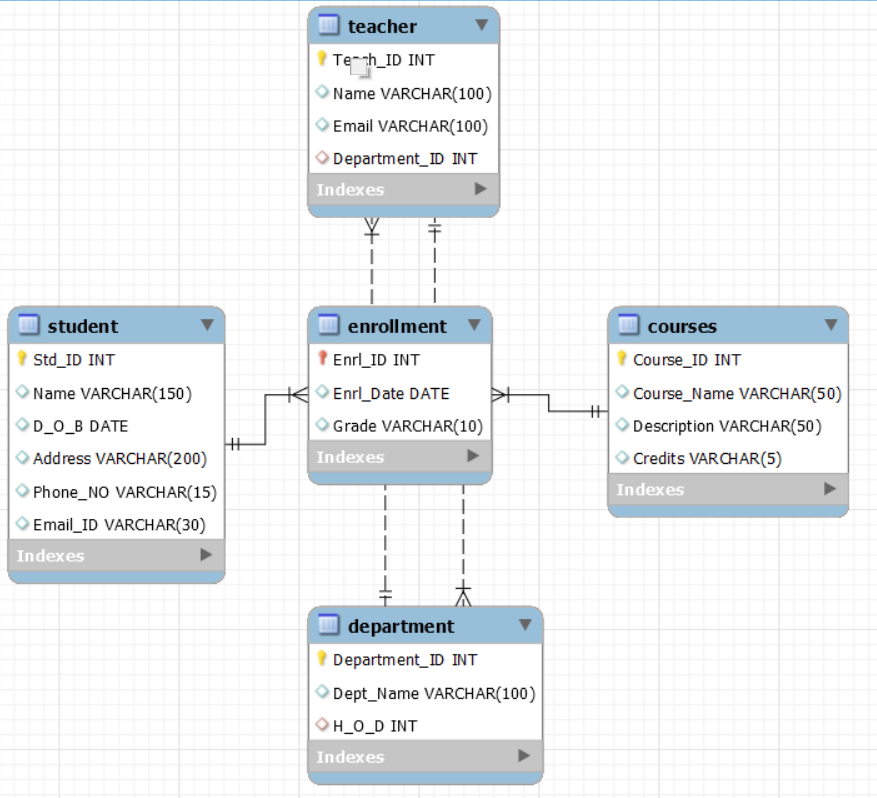 teacher
Teach_ID INT
Name VARCHAR(100)
Email VARCHAR(100)
Department_ID INT
Indexes
student
Std_ID INT
Name VARCHAR(150)
D_O_B DATE
Address VARCHAR(200)
Phone_NO VARCHAR(15)
Email_ID VARCHAR(30)
Indexes
enrollment
Enrl_ID INT
Enrl_Date DATE
Grade VARCHAR(10)
Indexes
courses
Course_ID INT
Course_Name VARCHAR(50)
Description VARCHAR(50)
Credits VARCHAR(5)
Indexes
department
Department_ID INT
Dept_Name VARCHAR(100)
H_O_D INT
Indexes